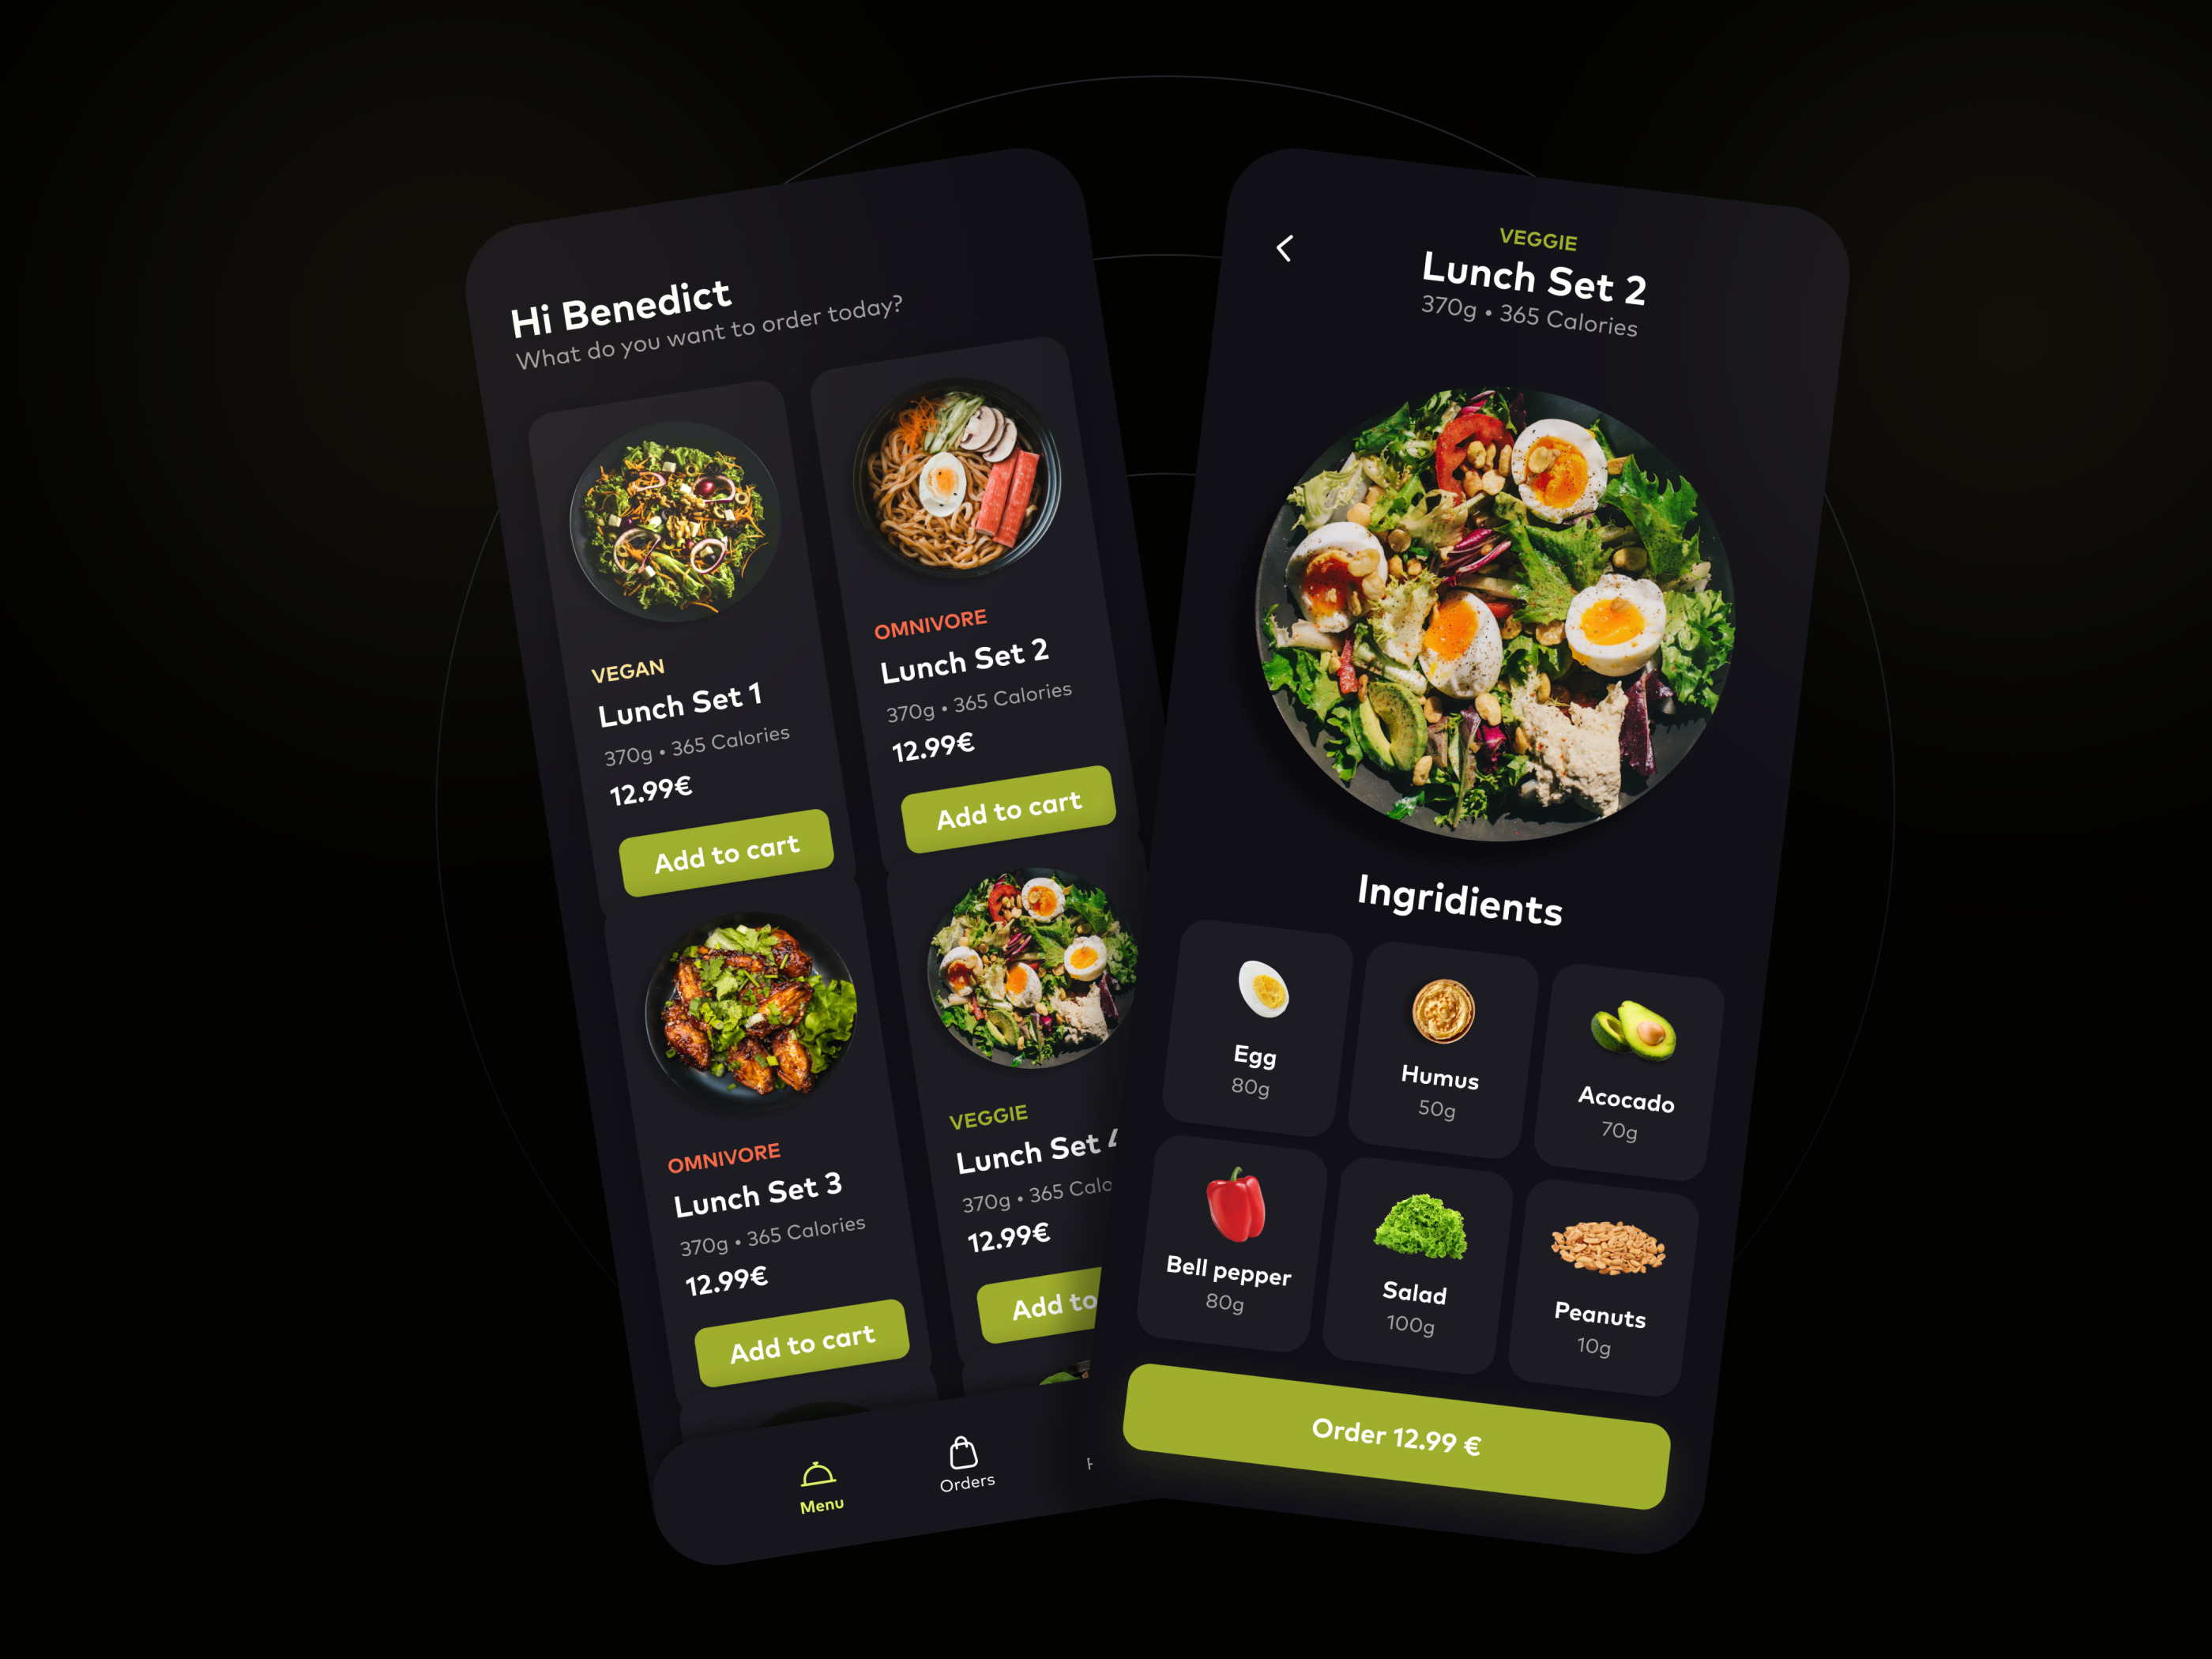 Hi Benedict
What do you want to order today?
VEGAN
Lunch Set 1
370g • 365 Calories
12.99€
Add to cart
OMNIVORE
Lunch Set 2
370g • 365 Calories
12.99€
Add to cart
OMNIVORE
Lunch Set 3
370g • 365 Calories
12.99€
Add to cart
VEGGIE
Lunch Set
370g • 365 Calo
12.99€
Add to
Menu
Orders
VEGGIE
Lunch Set 2
370g • 365 Calories
Ingridients
Egg
80g
Humus
50g
Acocado
70g
Bell pepper
80g
Salad
100g
Peanuts
10g
Order 12.99 €